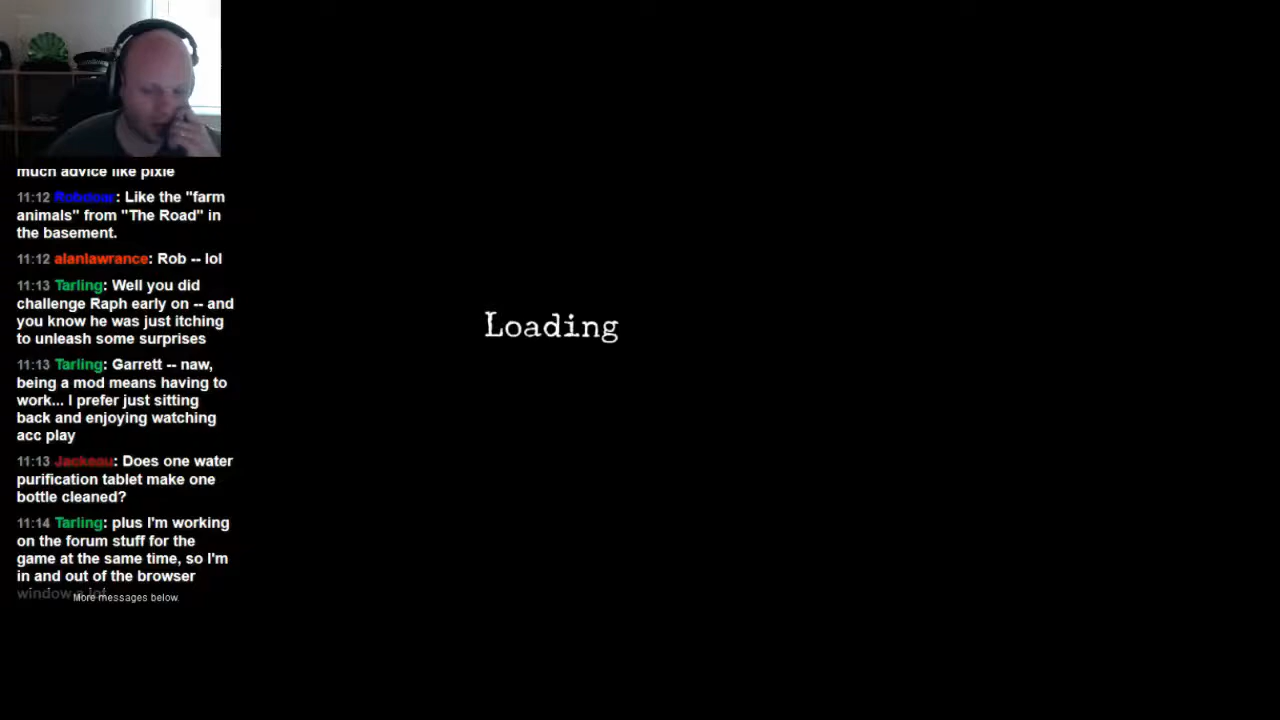 much advice like pixie
11:12 Robdour: Like the "farm
animals" from "The Road" in
the basement.
11:12 alanlawrance: Rob -- lol
11:13 Tarling: Well you did
challenge Raph early on -- and
you know he was just itching
to unleash some surprises
11:13 Tarling: Garrett -- naw,
being a mod means having to
work... I prefer just sitting
back and enjoying watching
acc play
11:13 : Does one water
purification tablet make one
bottle cleaned?
11:14 Tarling: plus I'm working
on the forum stuff for the
game at the same time, so I'm
in and out of the browser
window a lot
More messages below.
Loading